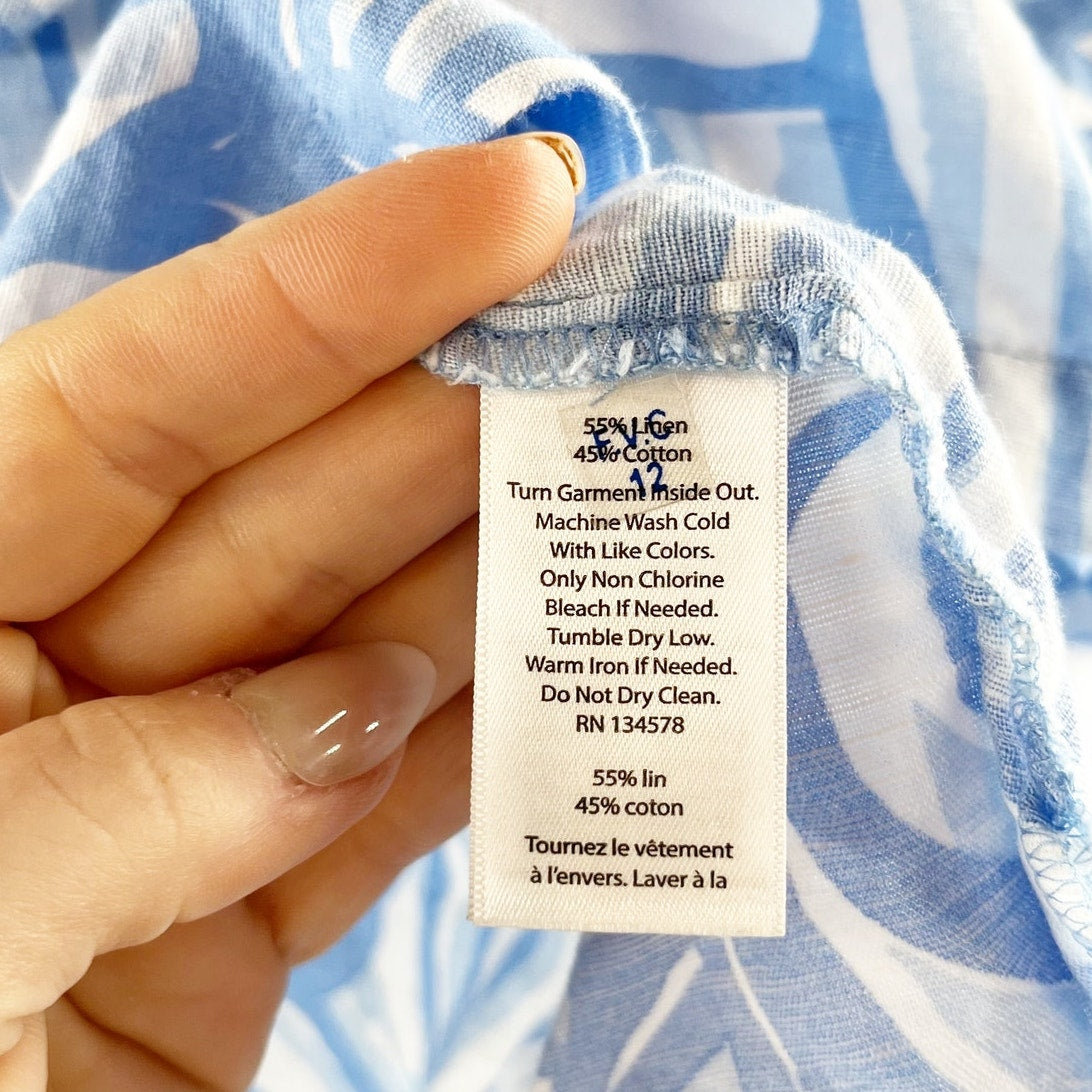 55% Linen
45% Cotton
F.V.C
12
Turn Garment Inside Out.
Machine Wash Cold
With Like Colors.
Only Non Chlorine
Bleach If Needed.
Tumble Dry Low.
Warm Iron If Needed.
Do Not Dry Clean.
RN 134578
55% lin
45% coton
Tournez le vêtement
à l'envers. Laver à la